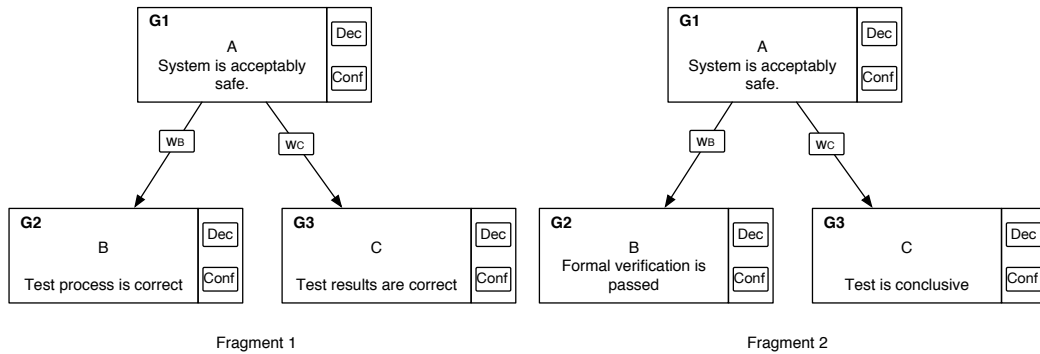 G1
A
System is acceptably
safe.
Dec
Conf
WB
WC
G2
B
Test process is correct
Dec
Conf
G3
C
Test results are correct
Dec
Conf
Fragment 1
G1
A
System is acceptably
safe.
Dec
Conf
WB
WC
G2
B
Formal verification is
passed
Dec
Conf
G3
C
Test is conclusive
Dec
Conf
Fragment 2